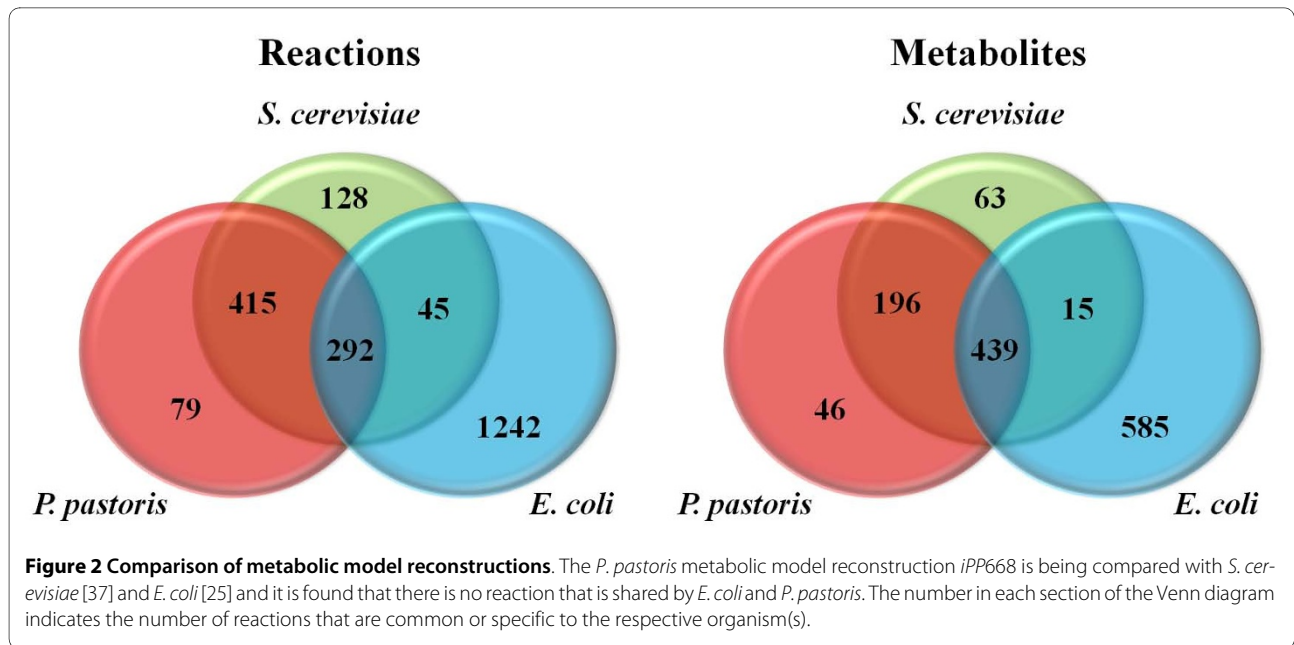 Reactions
S. cerevisiae
128
415
45
292
79
1242
P. pastoris
E. coli
Metabolites
S. cerevisiae
63
196
15
439
46
585
P. pastoris
E. coli
Figure 2 Comparison of metabolic model reconstructions. The P. pastoris metabolic model reconstruction iPP668 is being compared with S. cer-
evisiae [37] and E. coli [25] and it is found that there is no reaction that is shared by E. coli and P. pastoris. The number in each section of the Venn diagram
indicates the number of reactions that are common or specific to the respective organism(s).